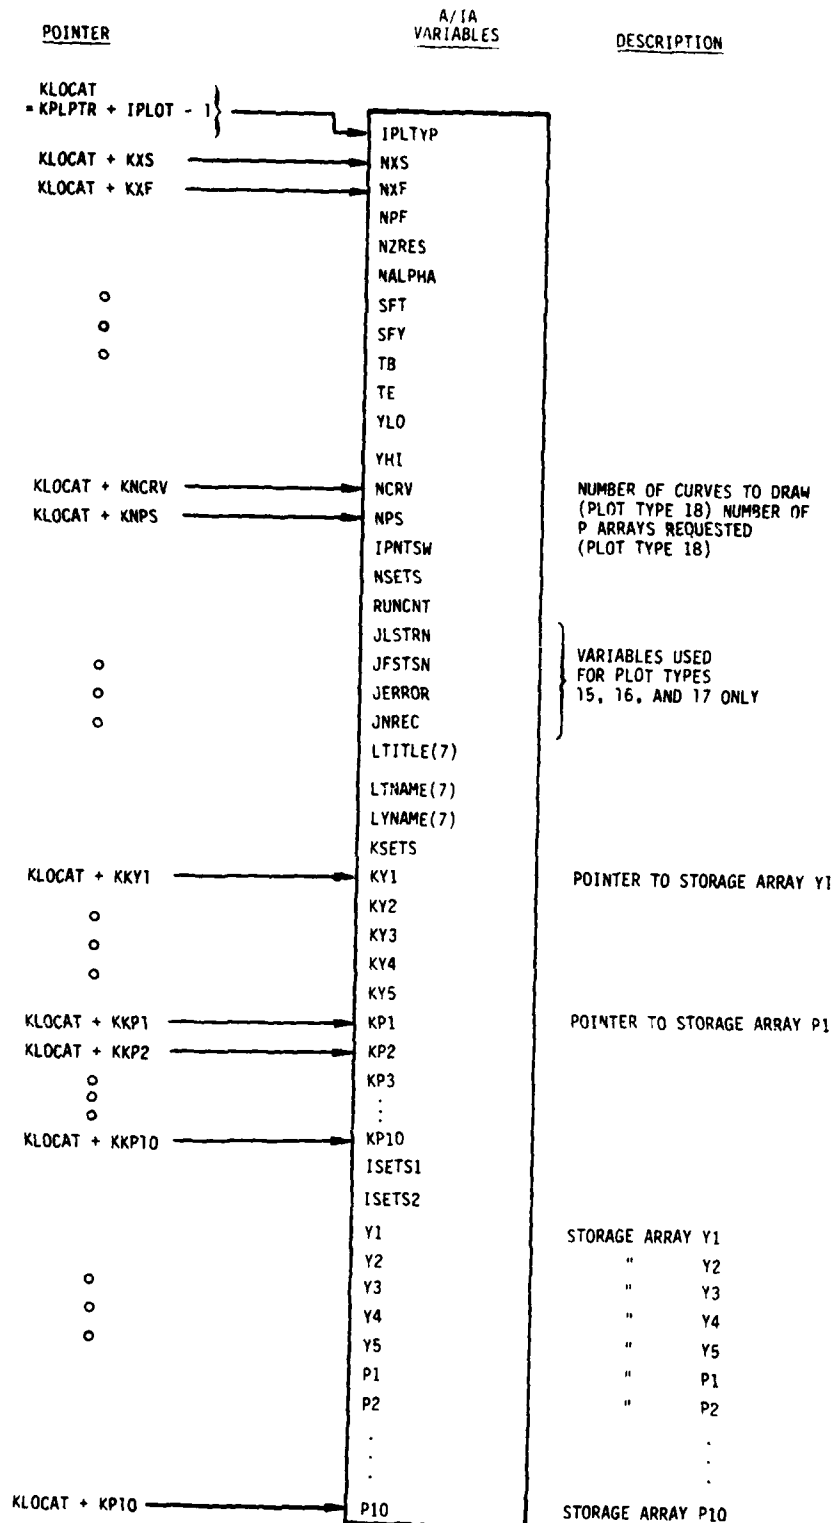 POINTER A/IA VARIABLES DESCRIPTION
KLOCAT
= KPLPTR + IPLOT - 1
IPLTYP
KLOCAT + KXS NXS
KLOCAT + KXF NXF
NPF
NZRES
NALPHA
SFT
SFY
TB
TE
YLO
YHI
KLOCAT + KNCRV NCRV NUMBER OF CURVES TO DRAW
KLOCAT + KNPS NPS (PLOT TYPE 18) NUMBER OF
P ARRAYS REQUESTED
IPNTSW (PLOT TYPE 18)
NSETS
RUNCNT
JLSTRN
JFSTSN VARIABLES USED
FOR PLOT TYPES
JERROR 15, 16, AND 17 ONLY
JNREC
LTITLE(7)
LTNAME(7)
LYNAME(7)
KSETS
KLOCAT + KKY1 KY1 POINTER TO STORAGE ARRAY Y1
KY2
KY3
KY4
KY5
KLOCAT + KKP1 KP1 POINTER TO STORAGE ARRAY P1
KLOCAT + KKP2 KP2
KP3
KLOCAT + KKP10 KP10
ISETS1
ISETS2
Y1 STORAGE ARRAY Y1
Y2 " Y2
Y3 " Y3
Y4 " Y4
Y5 " Y5
P1 " P1
P2 " P2
KLOCAT + KP10 P10 STORAGE ARRAY P10